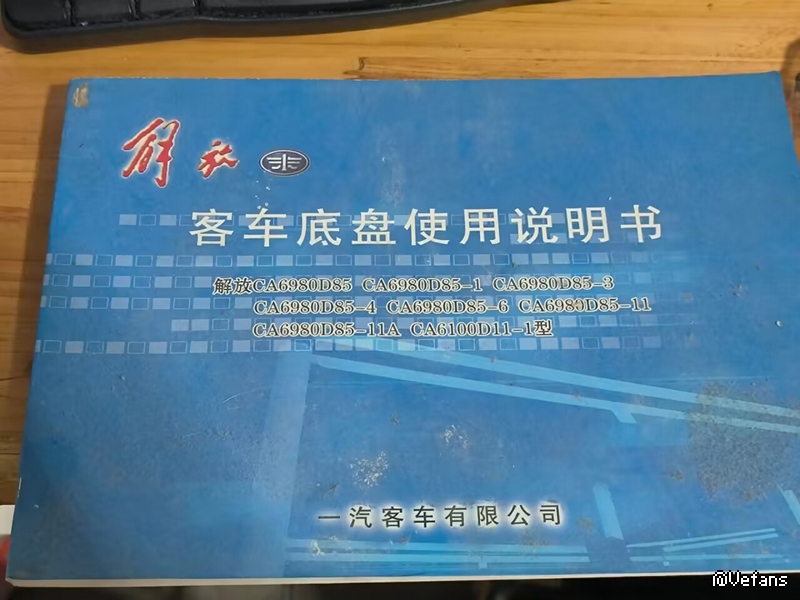 解放
客车底盘使用说明书
解放CA6980D85 CA6980D85-1 CA6980D85-3
CA6980D85-4 CA6980D85-6 CA6980D85-11
CA6980D85-11A CA6100D11-1型
一汽客车有限公司
@Vefans